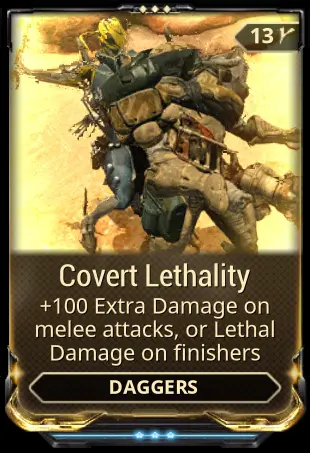 13
Covert Lethality
+100 Extra Damage on
melee attacks, or Lethal
Damage on finishers
DAGGERS